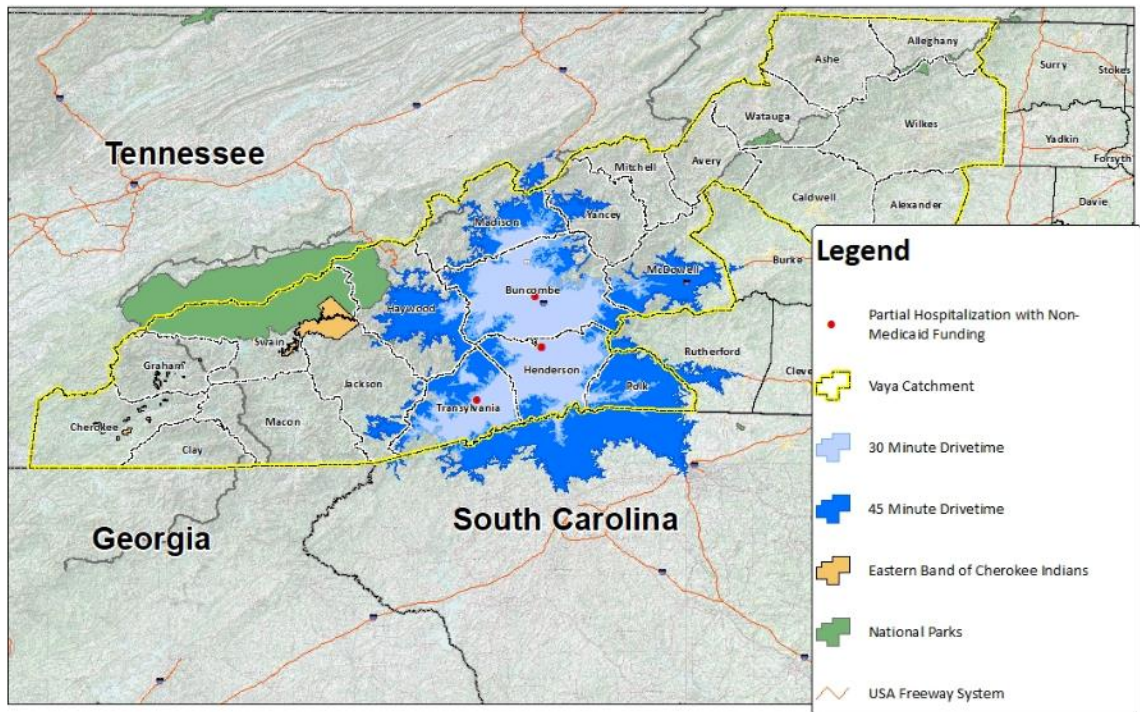 Alleghany
Ashe
Surry
Stokes
Watauga
Wilkes
Yadkin
Tennessee
Mitchell
Avery
Forsyth
Caldwell
Alexander
Davie
Yancey
Madison
Legend
McDowell
Burke
Buncombe
Haywood
Partial Hospitalization with Non-
Medicaid Funding
Swain
Rutherford
Graham
Henderson
Cleve
Jackson
Polk
Vaya Catchment
Transylvania
Macon
Cherokee
Clay
30 Minute Drivetime
45 Minute Drivetime
South Carolina
Georgia
Eastern Band of Cherokee Indians
National Parks
USA Freeway System